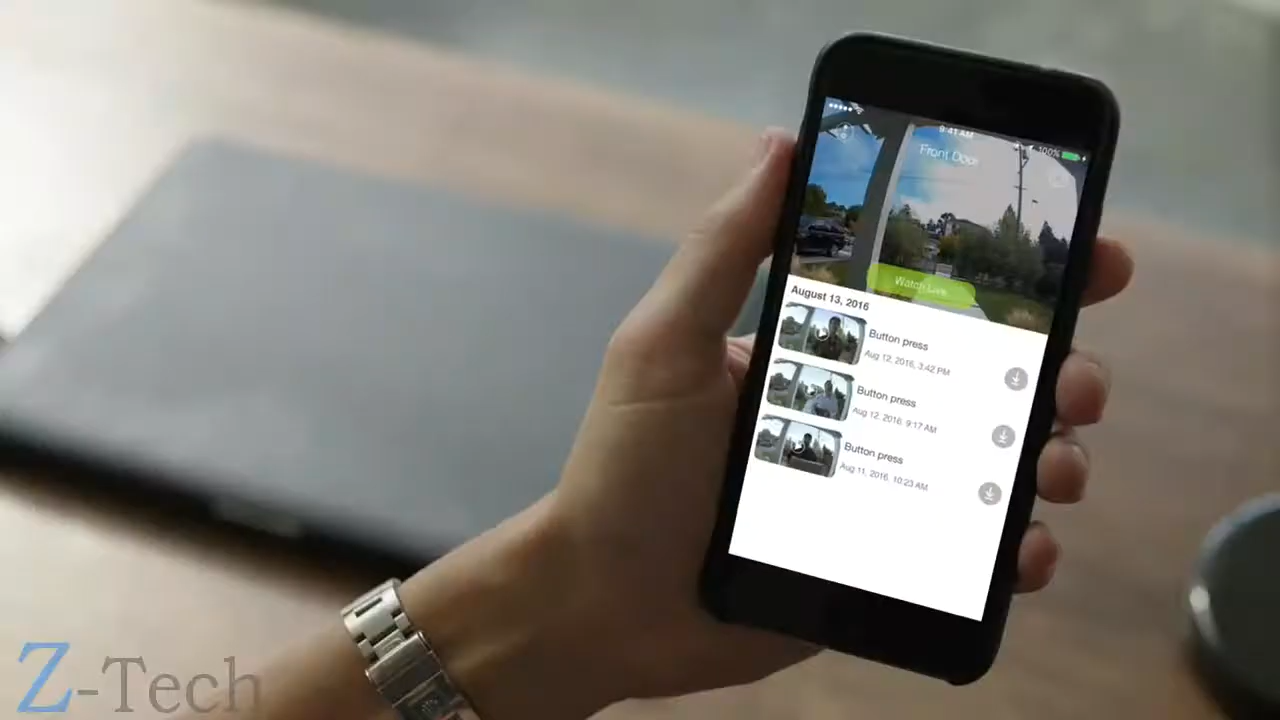 9:41 AM
100%
Front Door
Watch Live
August 13, 2016
Button press
Aug 12, 2016, 3:42 PM
Button press
Aug 12, 2016, 9:17 AM
Button press
Aug 11, 2016, 10:23 AM
Z-Tech